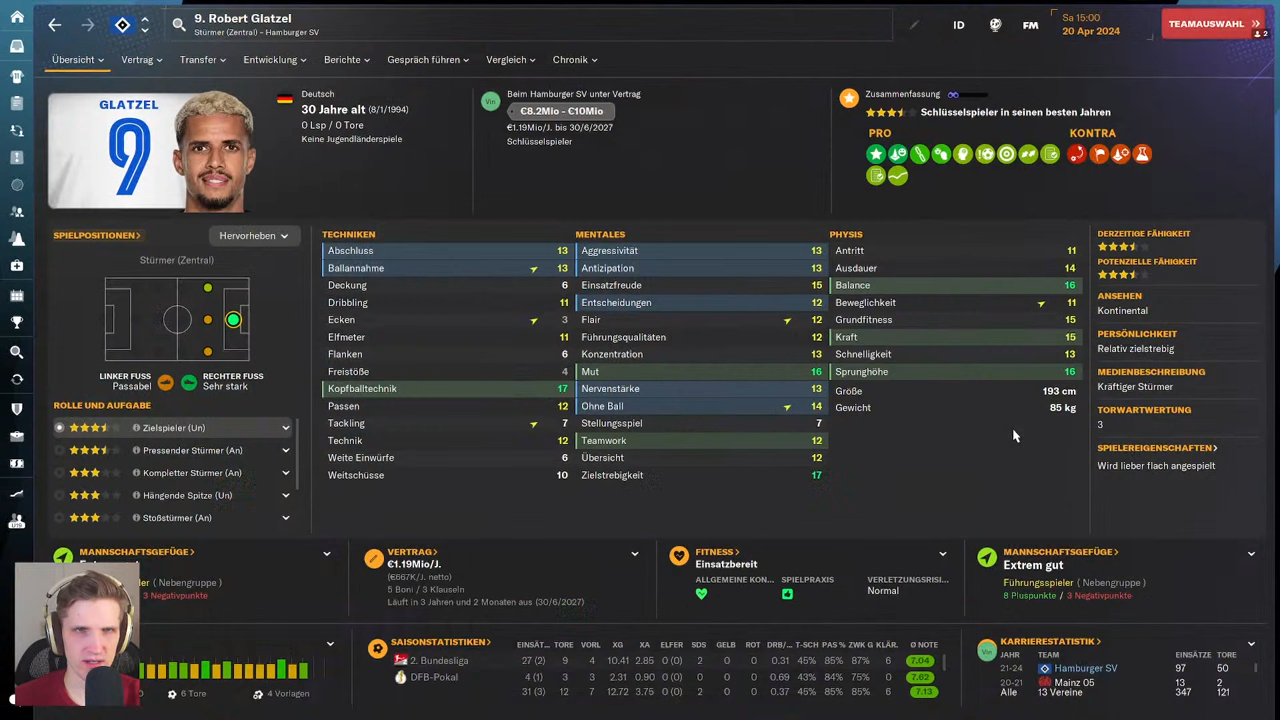 9. Robert Glatzel
Stürmer (Zentral) – Hamburger SV
ID
FM
Sa 15:00
20 Apr 2024
TEAMAUSWAHL
2
Übersicht
Vertrag
Transfer
Entwicklung
Berichte
Gespräch führen
Vergleich
Chronik
GLATZEL
9
Deutsch
30 Jahre alt (8/1/1994)
0 Lsp / 0 Tore
Keine Jugendländerspiele
Vin
Beim Hamburger SV unter Vertrag
€8.2Mio - €10Mio
€1.19Mio/J. bis 30/6/2027
Schlüsselspieler
Zusammenfassung
Schlüsselspieler in seinen besten Jahren
PRO
KONTRA
SPIELPOSITIONEN
Hervorheben
Stürmer (Zentral)
LINKER FUSS
Passabel
RECHTER FUSS
Sehr stark
ROLLE UND AUFGABE
Zielspieler (Un)
Pressender Stürmer (An)
Kompletter Stürmer (An)
Hängende Spitze (Un)
Stoßstürmer (An)
TECHNIKEN
Abschluss 13
Ballannahme 13
Deckung 6
Dribbling 11
Ecken 3
Elfmeter 11
Flanken 6
Freistöße 4
Kopfballtechnik 17
Passen 12
Tackling 7
Technik 12
Weite Einwürfe 6
Weitschüsse 10
MENTALES
Aggressivität 13
Antizipation 13
Einsatzfreude 15
Entscheidungen 12
Flair 12
Führungsqualitäten 12
Konzentration 13
Mut 16
Nervenstärke 13
Ohne Ball 14
Stellungsspiel 7
Teamwork 12
Übersicht 12
Zielstrebigkeit 17
PHYSIS
Antritt 11
Ausdauer 14
Balance 16
Beweglichkeit 11
Grundfitness 15
Kraft 15
Schnelligkeit 13
Sprunghöhe 16
Größe 193 cm
Gewicht 85 kg
DERZEITIGE FÄHIGKEIT
POTENZIELLE FÄHIGKEIT
ANSEHEN
Kontinental
PERSÖNLICHKEIT
Relativ zielstrebig
MEDIENBESCHREIBUNG
Kräftiger Stürmer
TORWARTWERTUNG
3
SPIELEREIGENSCHAFTEN
Wird lieber flach angespielt
MANNSCHAFTSGEFÜGE
( Nebengruppe )
3 Negativpunkte
VERTRAG
€1.19Mio/J.
(€667K/J. netto)
5 Boni / 3 Klauseln
Läuft in 3 Jahren und 2 Monaten aus (30/6/2027)
FITNESS
Einsatzbereit
ALLGEMEINE KON...
SPIELPRAXIS
VERLETZUNGSRISI...
Normal
MANNSCHAFTSGEFÜGE
Extrem gut
Führungsspieler ( Nebengruppe )
8 Pluspunkte / 3 Negativpunkte
6 Tore
4 Vorlagen
SAISONSTATISTIKEN
EINSÄT... TORE VORL XG XA ELFER SDS GELB ROT DRB/... T-SCH PAS % ZWK G KLÄR. Ø NOTE
2. Bundesliga 27 (2) 9 4 10.41 2.85 0 (0) 2 0 0 0.31 45% 85% 87% 6 7.04
DFB-Pokal 4 (1) 3 3 2.31 0.90 0 (0) 0 0 0 0.69 43% 84% 75% 0 7.62
31 (3) 12 7 12.72 3.75 0 (0) 2 0 0 0.37 45% 85% 85% 6 7.13
Vin
KARRIERESTATISTIK
JAHR TEAM EINSÄTZE TORE
21-24 Hamburger SV 97 50
20-21 Mainz 05 13 2
Alle 13 Vereine 347 121
U19